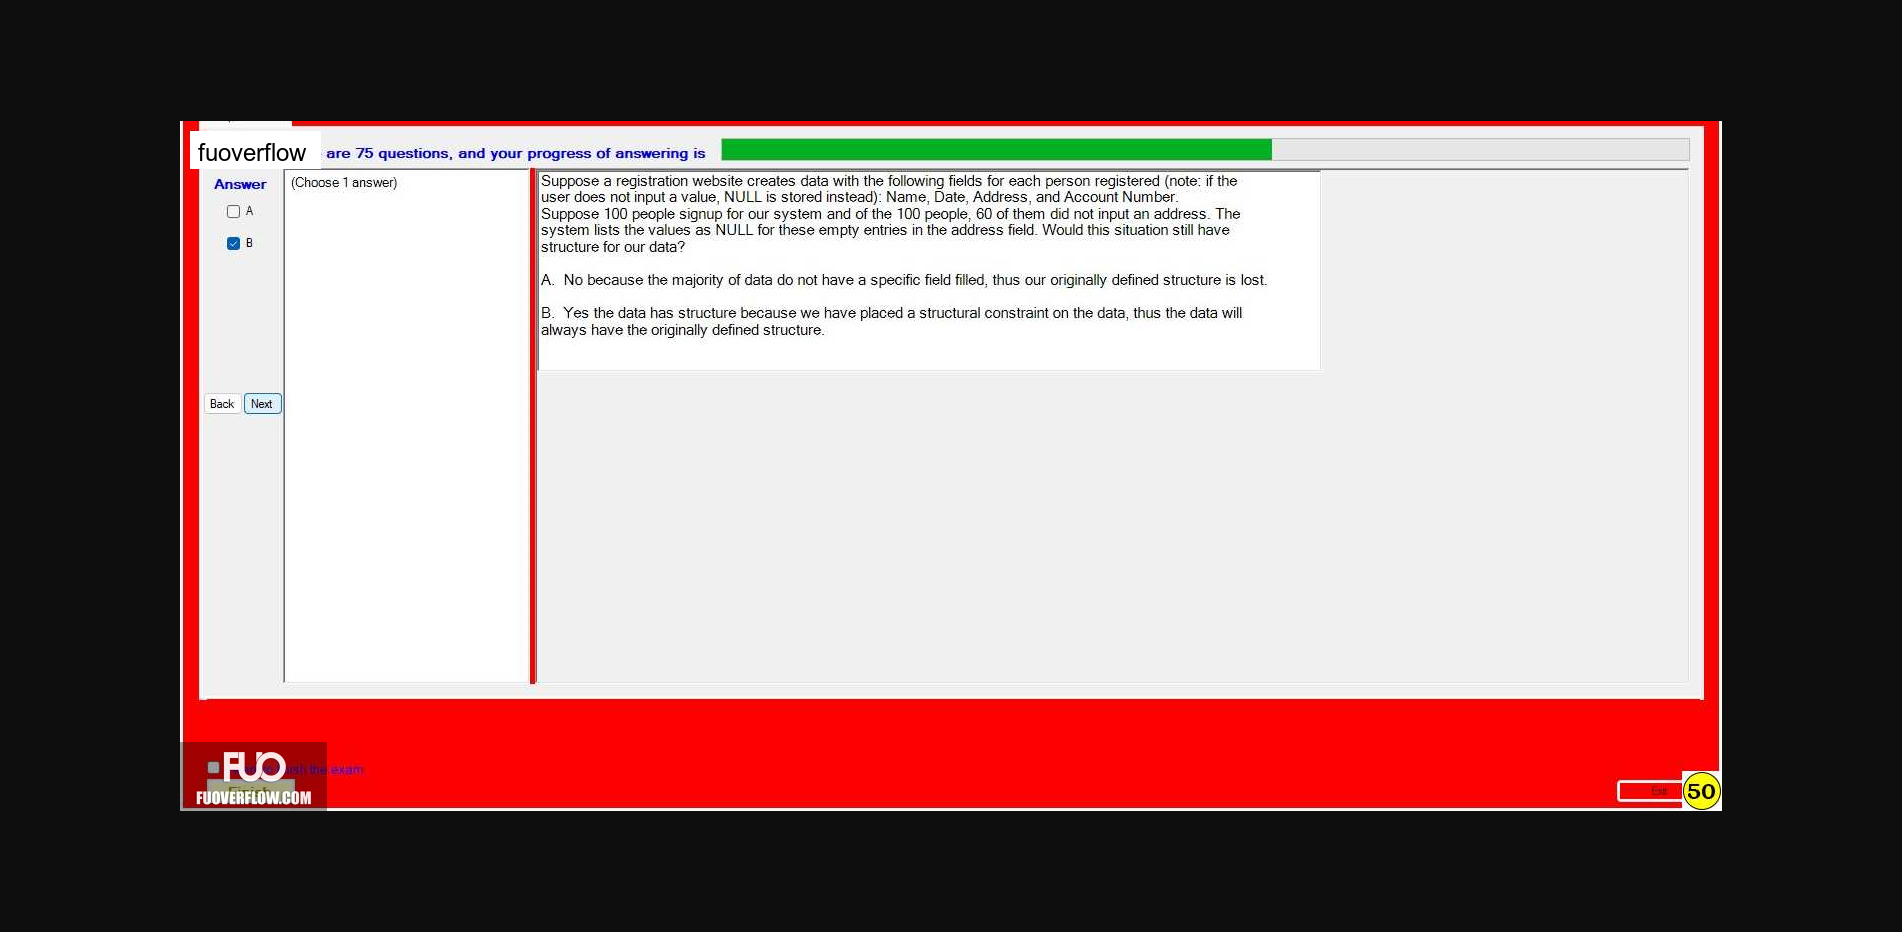 fuoverflow are 75 questions, and your progress of answering is
Answer
(Choose 1 answer)
A
B
Back Next
Suppose a registration website creates data with the following fields for each person registered (note: if the
user does not input a value, NULL is stored instead): Name, Date, Address, and Account Number.
Suppose 100 people signup for our system and of the 100 people, 60 of them did not input an address. The
system lists the values as NULL for these empty entries in the address field. Would this situation still have
structure for our data?
A. No because the majority of data do not have a specific field filled, thus our originally defined structure is lost.
B. Yes the data has structure because we have placed a structural constraint on the data, thus the data will
always have the originally defined structure.
FUO
the exam
FUOVERFLOW.COM
Exit
50